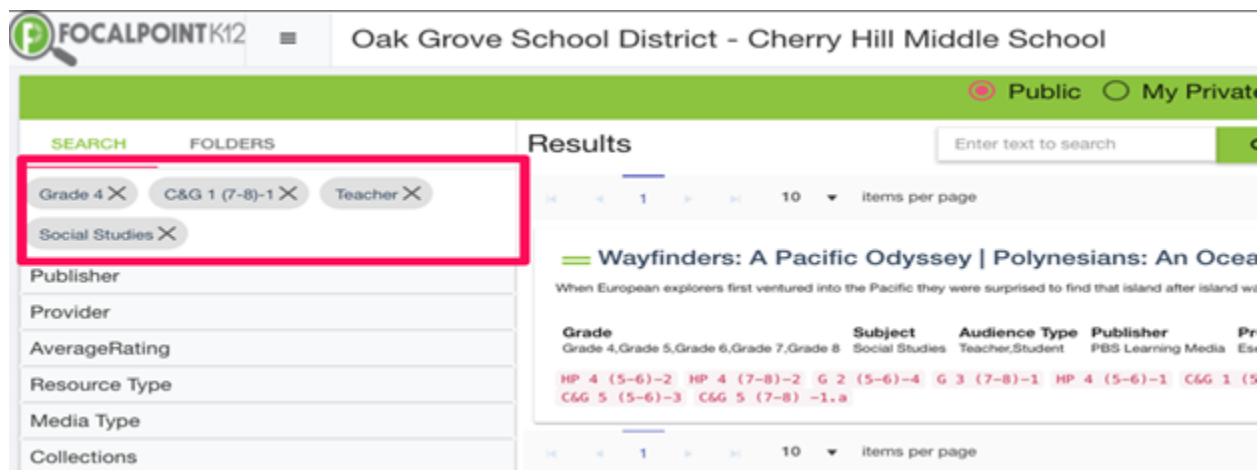 FOCALPOINTK12
Oak Grove School District - Cherry Hill Middle School
Public My Private
SEARCH FOLDERS
Results
Enter text to search
Grade 4 C&G 1 (7-8)-1 Teacher
Social Studies
1 10 items per page
Publisher
Provider
AverageRating
Resource Type
Media Type
Collections
Wayfinders: A Pacific Odyssey | Polynesians: An Ocea
When European explorers first ventured into the Pacific they were surprised to find that island after island wa
Grade Subject Audience Type Publisher Pr
Grade 4,Grade 5,Grade 6,Grade 7,Grade 8 Social Studies Teacher,Student PBS Learning Media Ese
HP 4 (5-6)-2 HP 4 (7-8)-2 G 2 (5-6)-4 G 3 (7-8)-1 HP 4 (5-6)-1 C&G 1 (5
C&G 5 (5-6)-3 C&G 5 (7-8) -1.a
1 10 items per page